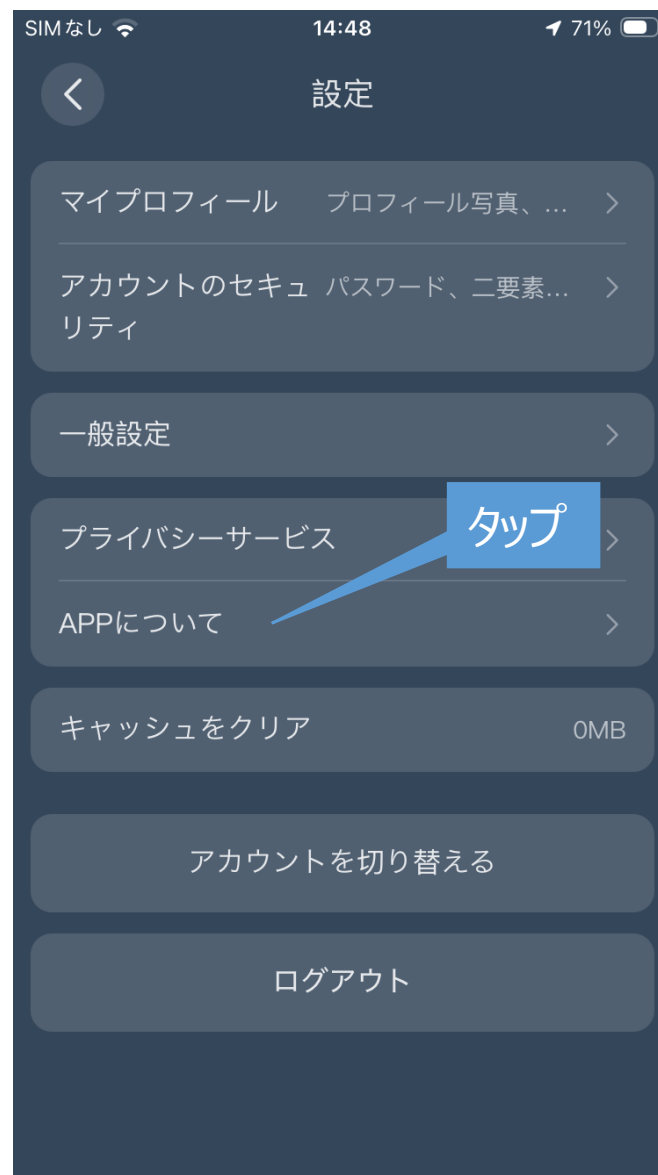 SIMなし 14:48 71%
設定
マイプロフィール プロフィール写真、...
アカウントのセキュ パスワード、二要素...
リティ
一般設定
タップ
プライバシーサービス
APPについて
キャッシュをクリア 0MB
アカウントを切り替える
ログアウト